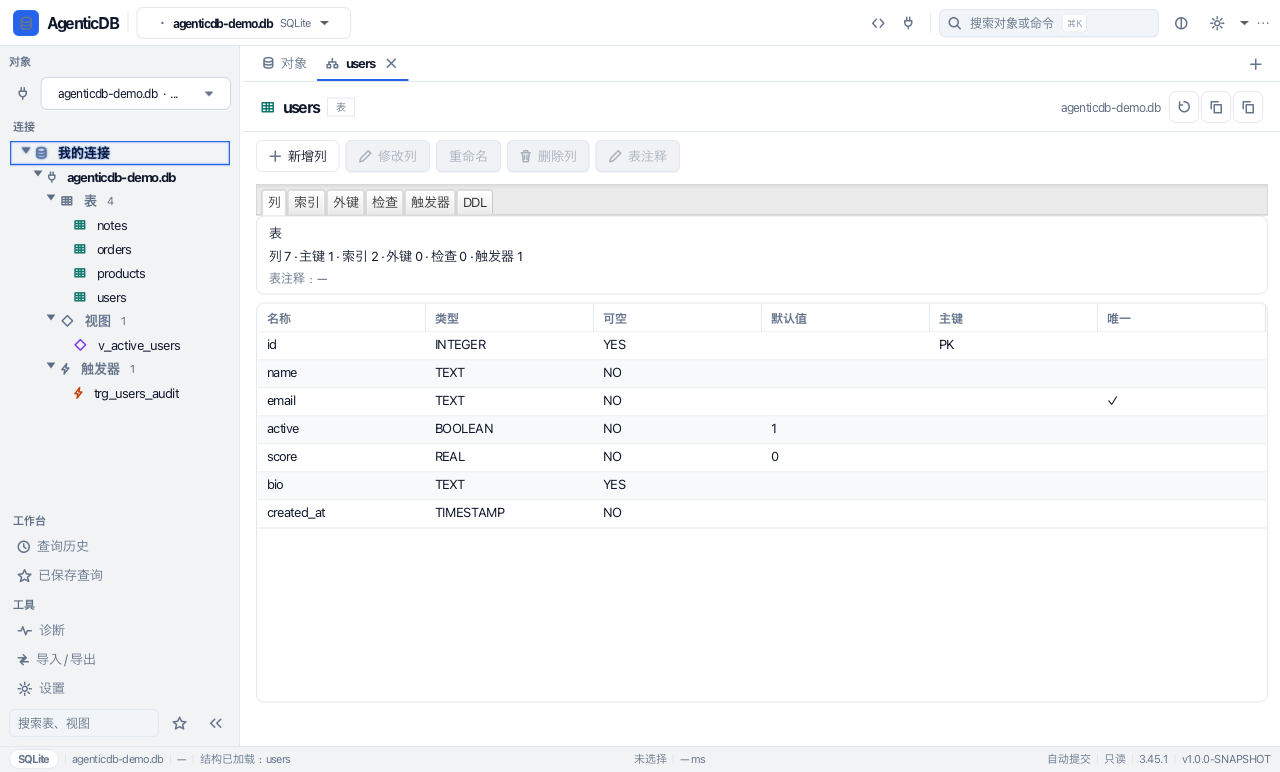 AgenticDB
· agenticdb-demo.db SQLite
搜索对象或命令 ⌘K
···
对象
agenticdb-demo.db · ...
连接
我的连接
agenticdb-demo.db
表 4
notes
orders
products
users
视图 1
v_active_users
触发器 1
trg_users_audit
工作台
查询历史
已保存查询
工具
诊断
导入/导出
设置
搜索表、视图
对象
users
users 表
agenticdb-demo.db
新增列 修改列 重命名 删除列 表注释
列 索引 外键 检查 触发器 DDL
表
列 7 · 主键 1 · 索引 2 · 外键 0 · 检查 0 · 触发器 1
表注释：—
名称 类型 可空 默认值 主键 唯一
id INTEGER YES PK
name TEXT NO
email TEXT NO ✓
active BOOLEAN NO 1
score REAL NO 0
bio TEXT YES
created_at TIMESTAMP NO
SQLite agenticdb-demo.db — 结构已加载：users 未选择 — ms 自动提交 只读 3.45.1 v1.0.0-SNAPSHOT